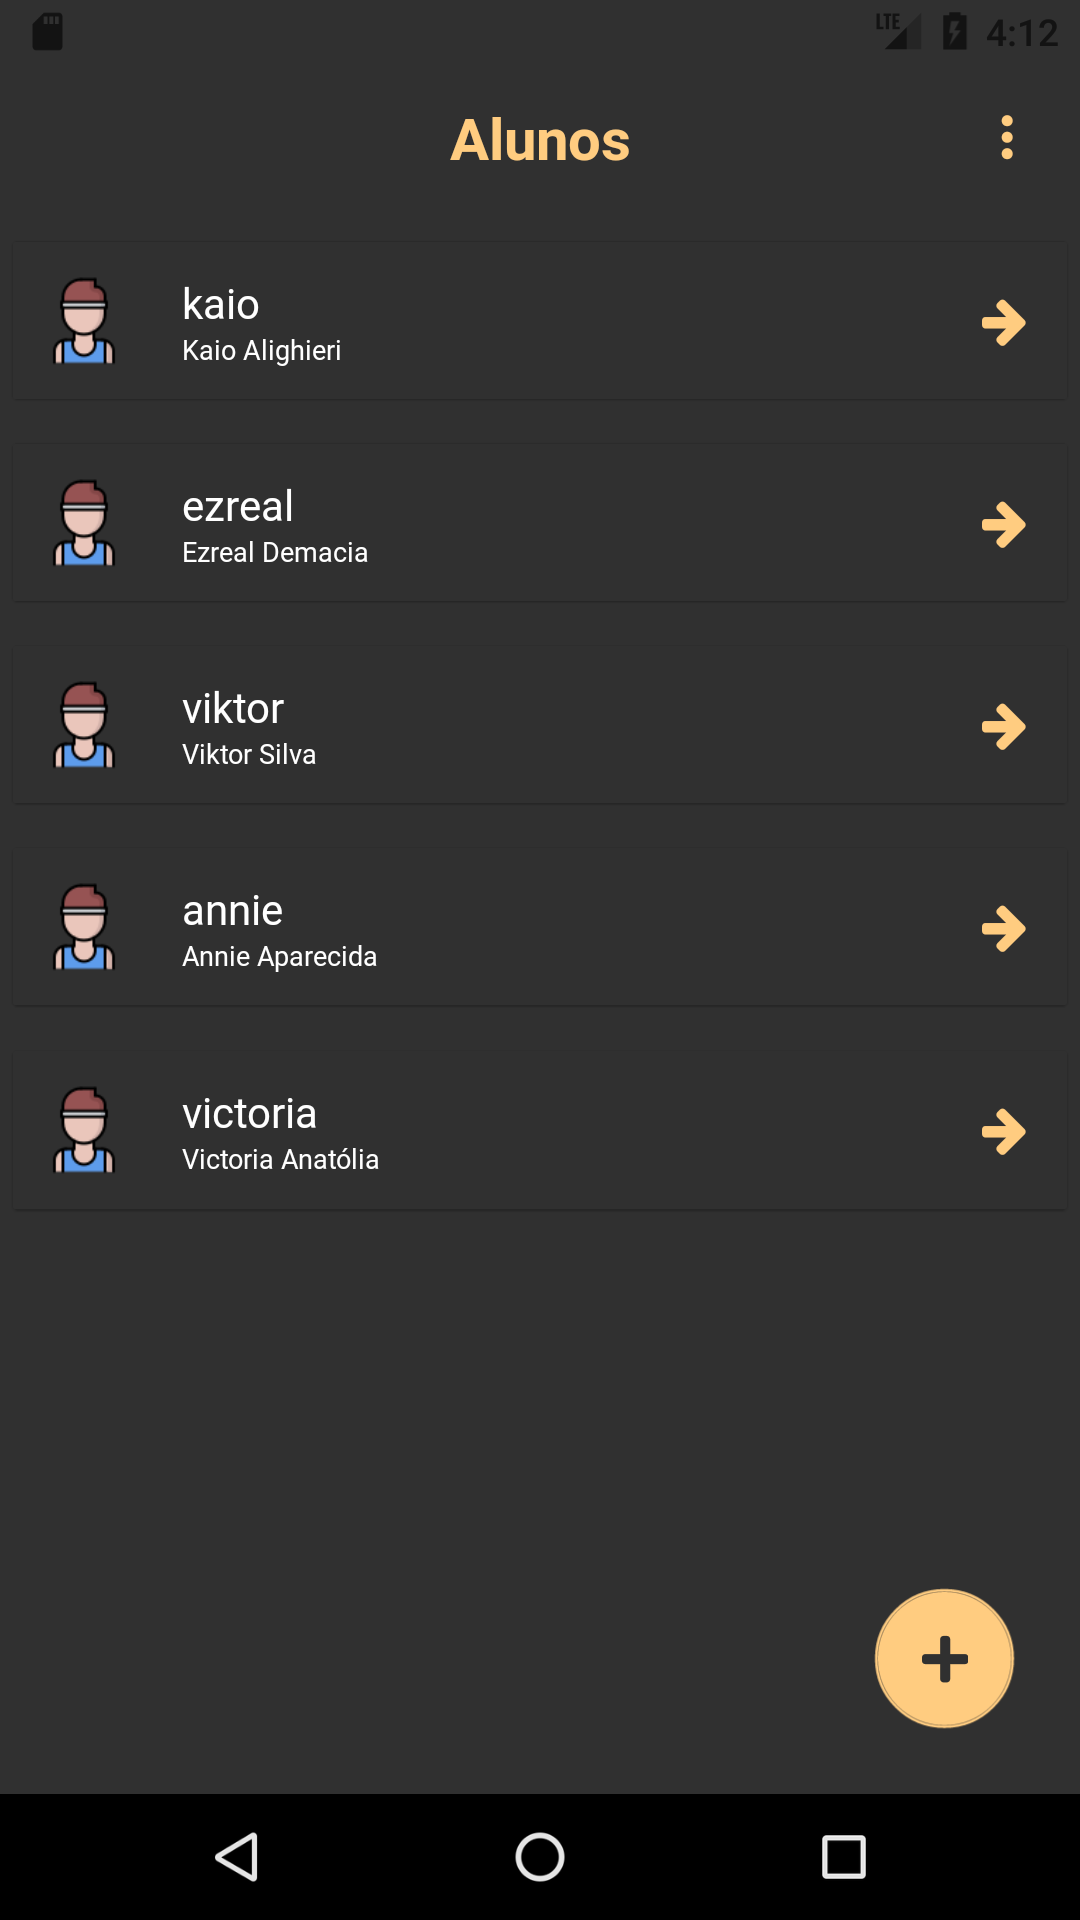 LTE 4:12
Alunos
kaio
Kaio Alighieri
ezreal
Ezreal Demacia
viktor
Viktor Silva
annie
Annie Aparecida
victoria
Victoria Anatólia